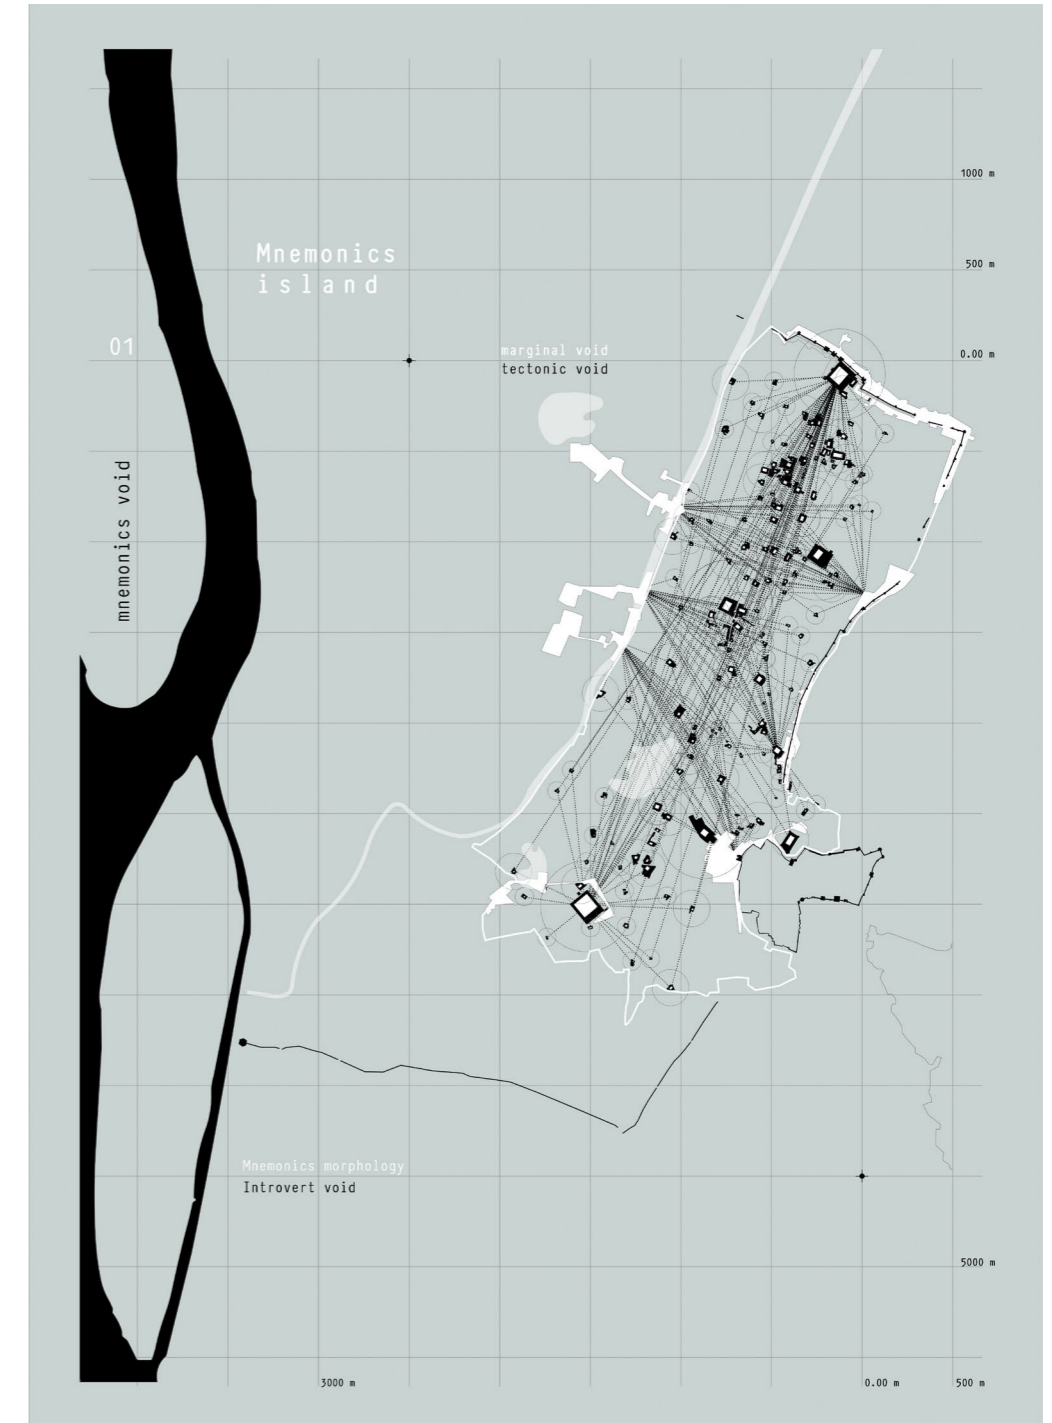 1000 m
Mnemonics
island
500 m
01
marginal void
tectonic void
0.00 m
mnemonics void
Mnemonics morphology
Introvert void
5000 m
3000 m
0.00 m
500 m